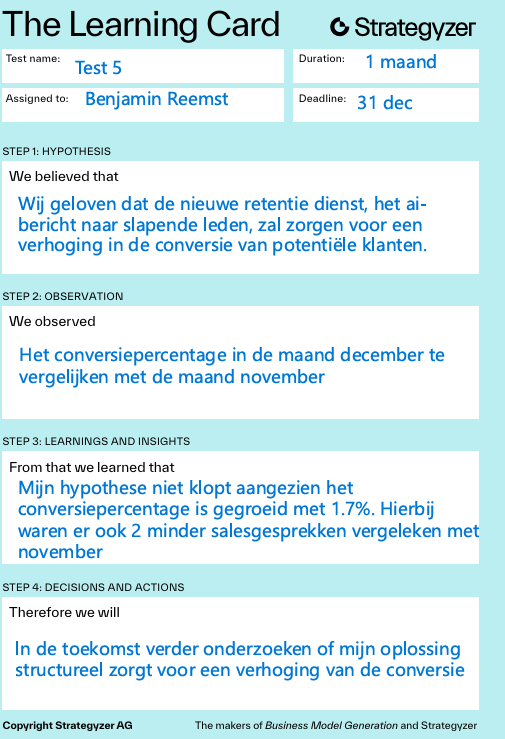 The Learning Card
Strategyzer
Test name: Test 5
Duration: 1 maand
Assigned to: Benjamin Reemst
Deadline: 31 dec
STEP 1: HYPOTHESIS
We believed that
Wij geloven dat de nieuwe retentie dienst, het ai-
bericht naar slapende leden, zal zorgen voor een
verhoging in de conversie van potentiële klanten.
STEP 2: OBSERVATION
We observed
Het conversiepercentage in de maand december te
vergelijken met de maand november
STEP 3: LEARNINGS AND INSIGHTS
From that we learned that
Mijn hypothese niet klopt aangezien het
conversiepercentage is gegroeid met 1.7%. Hierbij
waren er ook 2 minder salesgesprekken vergeleken met
november
STEP 4: DECISIONS AND ACTIONS
Therefore we will
In de toekomst verder onderzoeken of mijn oplossing
structureel zorgt voor een verhoging van de conversie
Copyright Strategyzer AG
The makers of Business Model Generation and Strategyzer